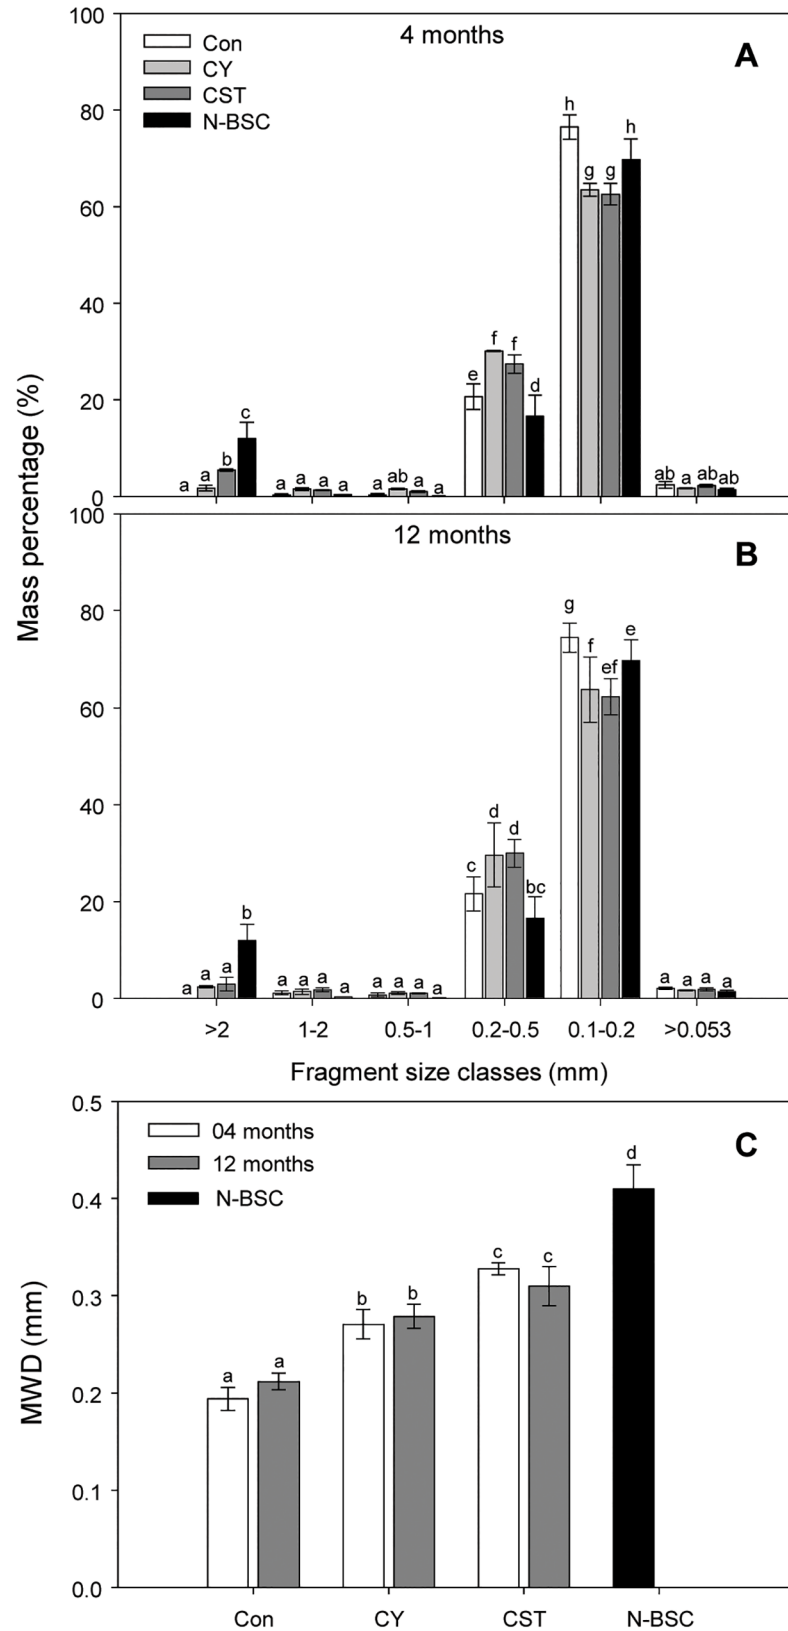 100
4 months
A
Con
CY
CST
N-BSC
80
60
40
20
0
a a b c
a a a a
a ab a a
e f f d
h g g h
ab a ab ab
Mass percentage (%)
100
12 months
B
80
60
40
20
0
a a a b
a a a a
a a a a
c d d bc
g f ef e
a a a a
>2 1-2 0.5-1 0.2-0.5 0.1-0.2 >0.053
Fragment size classes (mm)
0.5
04 months
12 months
N-BSC
C
0.4
0.3
0.2
0.1
0.0
a a b b c c d
MWD (mm)
Con CY CST N-BSC